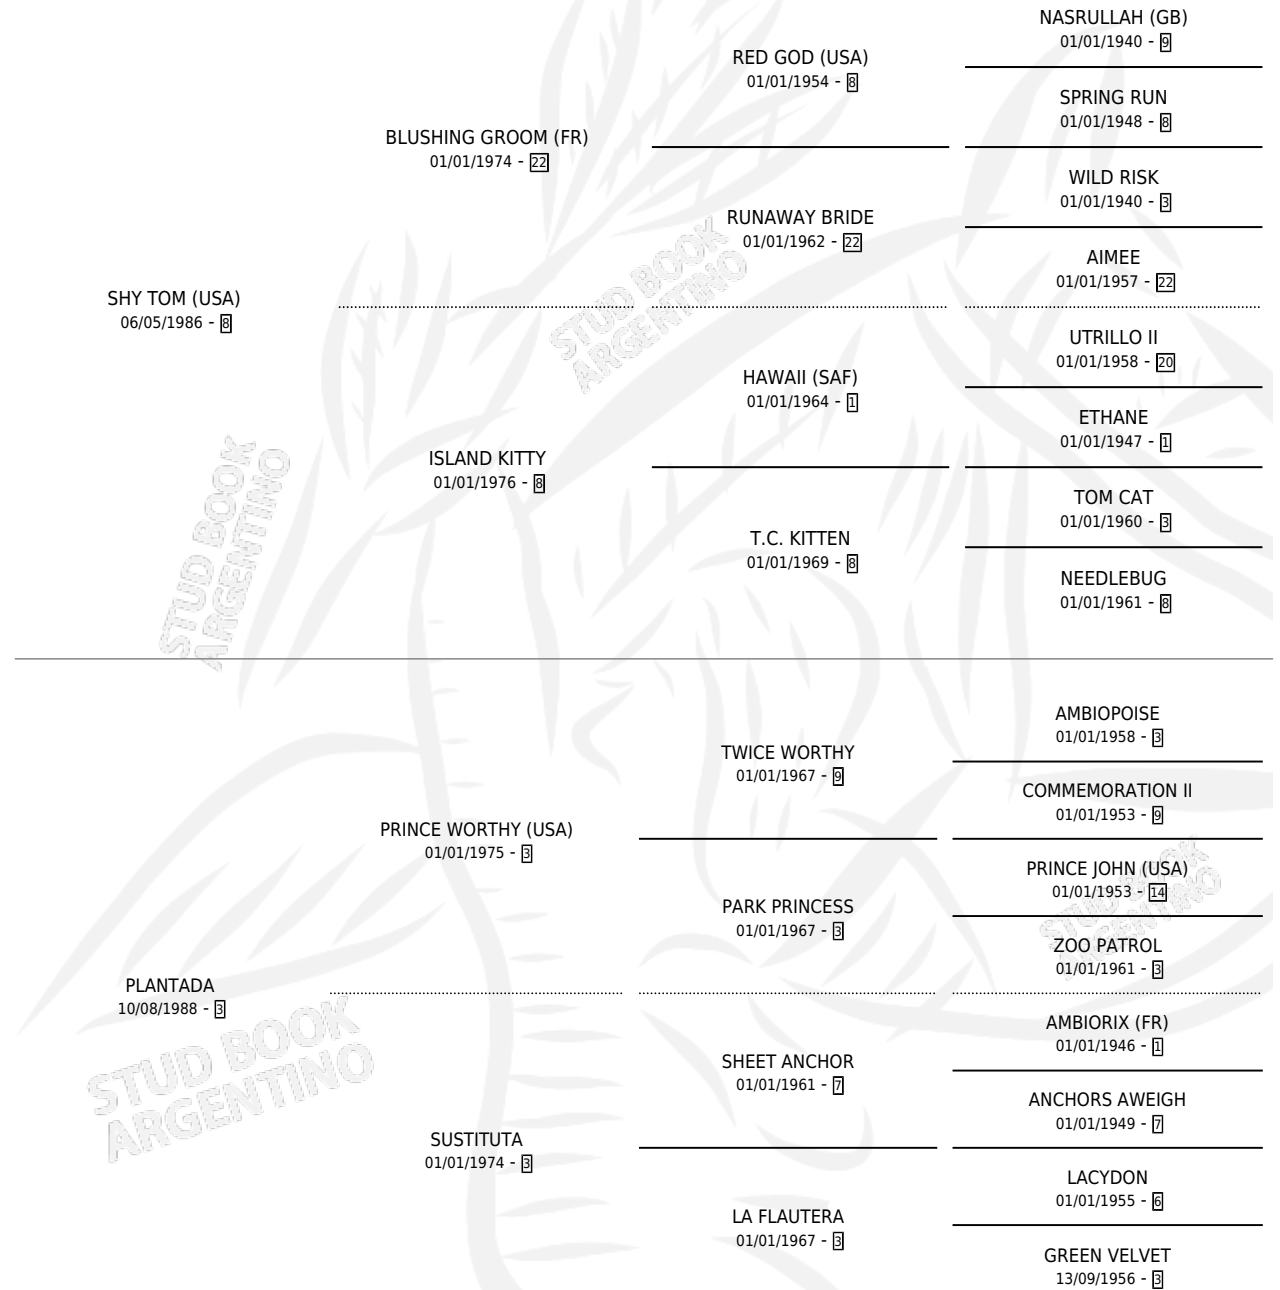 NASRULLAH (GB)
01/01/1940 - 9
RED GOD (USA)
01/01/1954 - 8
SPRING RUN
01/01/1948 - 8
BLUSHING GROOM (FR)
01/01/1974 - 22
WILD RISK
01/01/1940 - 3
RUNAWAY BRIDE
01/01/1962 - 22
AIMEE
01/01/1957 - 22
SHY TOM (USA)
06/05/1986 - 8
STUD BOOK
ARGENTINO
UTRILLO II
01/01/1958 - 20
HAWAII (SAF)
01/01/1964 - 1
ETHANE
01/01/1947 - 1
ISLAND KITTY
01/01/1976 - 8
TOM CAT
01/01/1960 - 3
T.C. KITTEN
01/01/1969 - 8
NEEDLEBUG
01/01/1961 - 8
STUD BOOK
ARGENTINO
AMBIOPOISE
01/01/1958 - 3
TWICE WORTHY
01/01/1967 - 9
COMMEMORATION II
01/01/1953 - 9
PRINCE WORTHY (USA)
01/01/1975 - 3
PRINCE JOHN (USA)
01/01/1953 - 14
PARK PRINCESS
01/01/1967 - 3
STUD BOOK
ARGENTINO
ZOO PATROL
01/01/1961 - 3
PLANTADA
10/08/1988 - 3
AMBIORIX (FR)
01/01/1946 - 1
SHEET ANCHOR
01/01/1961 - 7
ANCHORS AWEIGH
01/01/1949 - 7
STUD BOOK
ARGENTINO
SUSTITUTA
01/01/1974 - 3
LACYDON
01/01/1955 - 6
LA FLAUTERA
01/01/1967 - 3
GREEN VELVET
13/09/1956 - 3